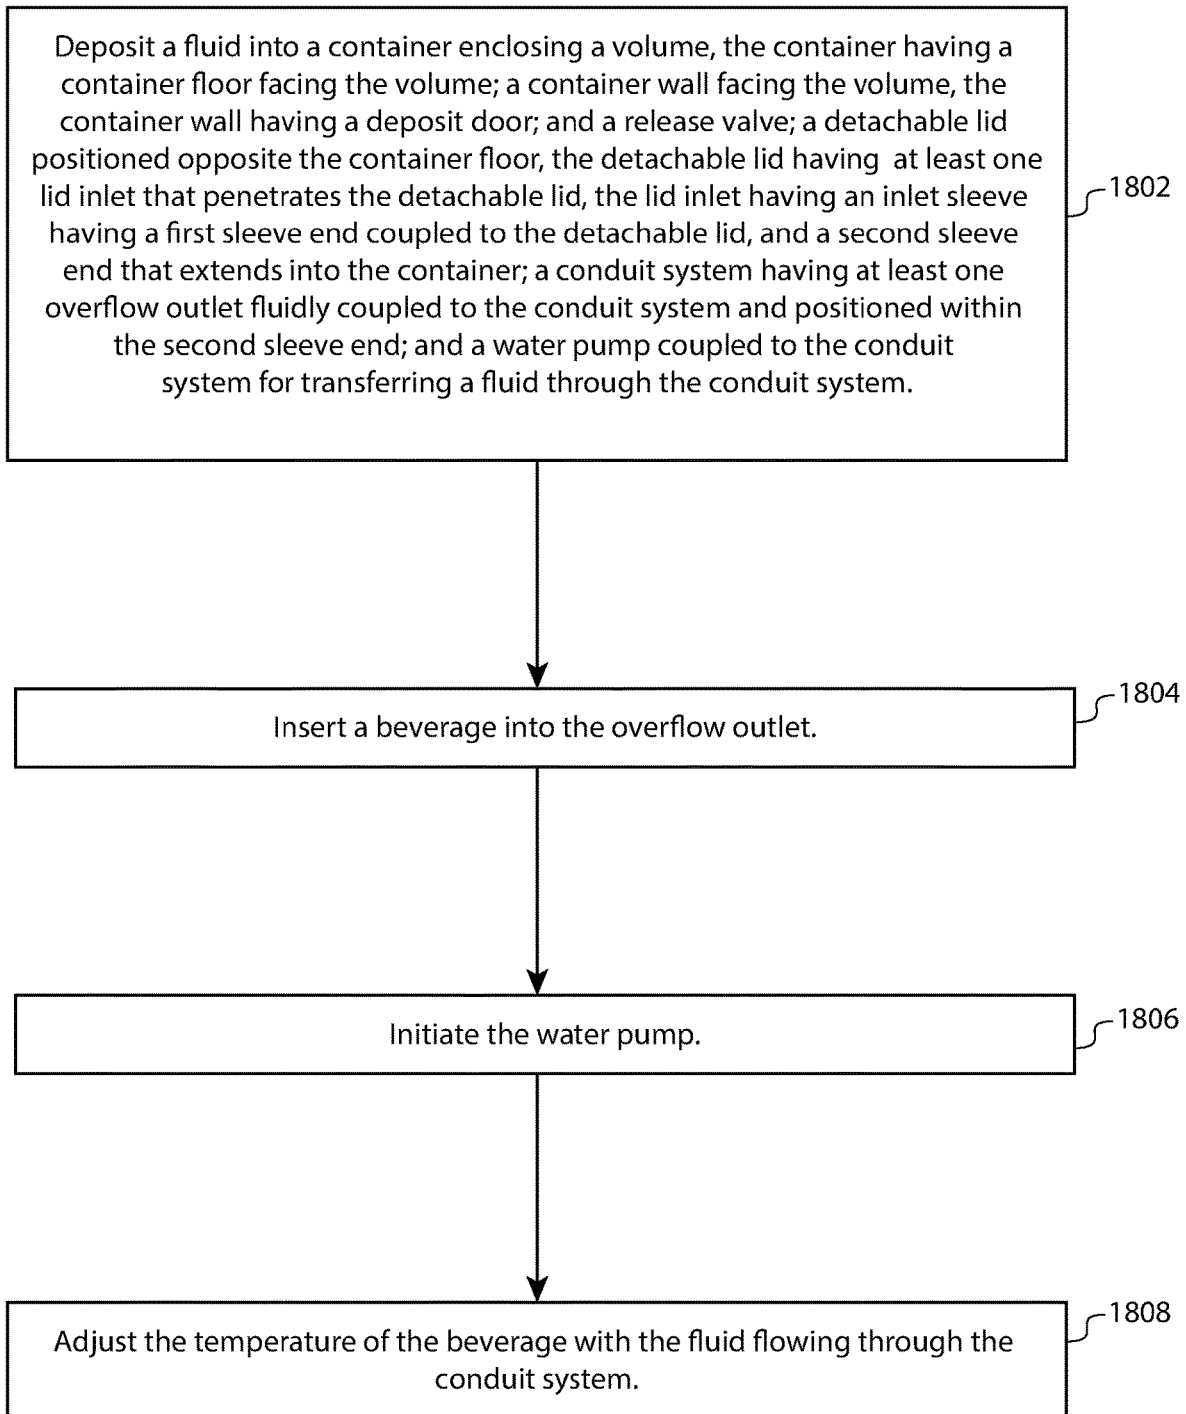 Deposit a fluid into a container enclosing a volume, the container having a
container floor facing the volume; a container wall facing the volume, the
container wall having a deposit door; and a release valve; a detachable lid
positioned opposite the container floor, the detachable lid having  at least one
lid inlet that penetrates the detachable lid, the lid inlet having an inlet sleeve
having a first sleeve end coupled to the detachable lid, and a second sleeve
end that extends into the container; a conduit system having at least one
overflow outlet fluidly coupled to the conduit system and positioned within
the second sleeve end; and a water pump coupled to the conduit
system for transferring a fluid through the conduit system.
1802
Insert a beverage into the overflow outlet.
1804
Initiate the water pump.
1806
Adjust the temperature of the beverage with the fluid flowing through the
conduit system.
1808